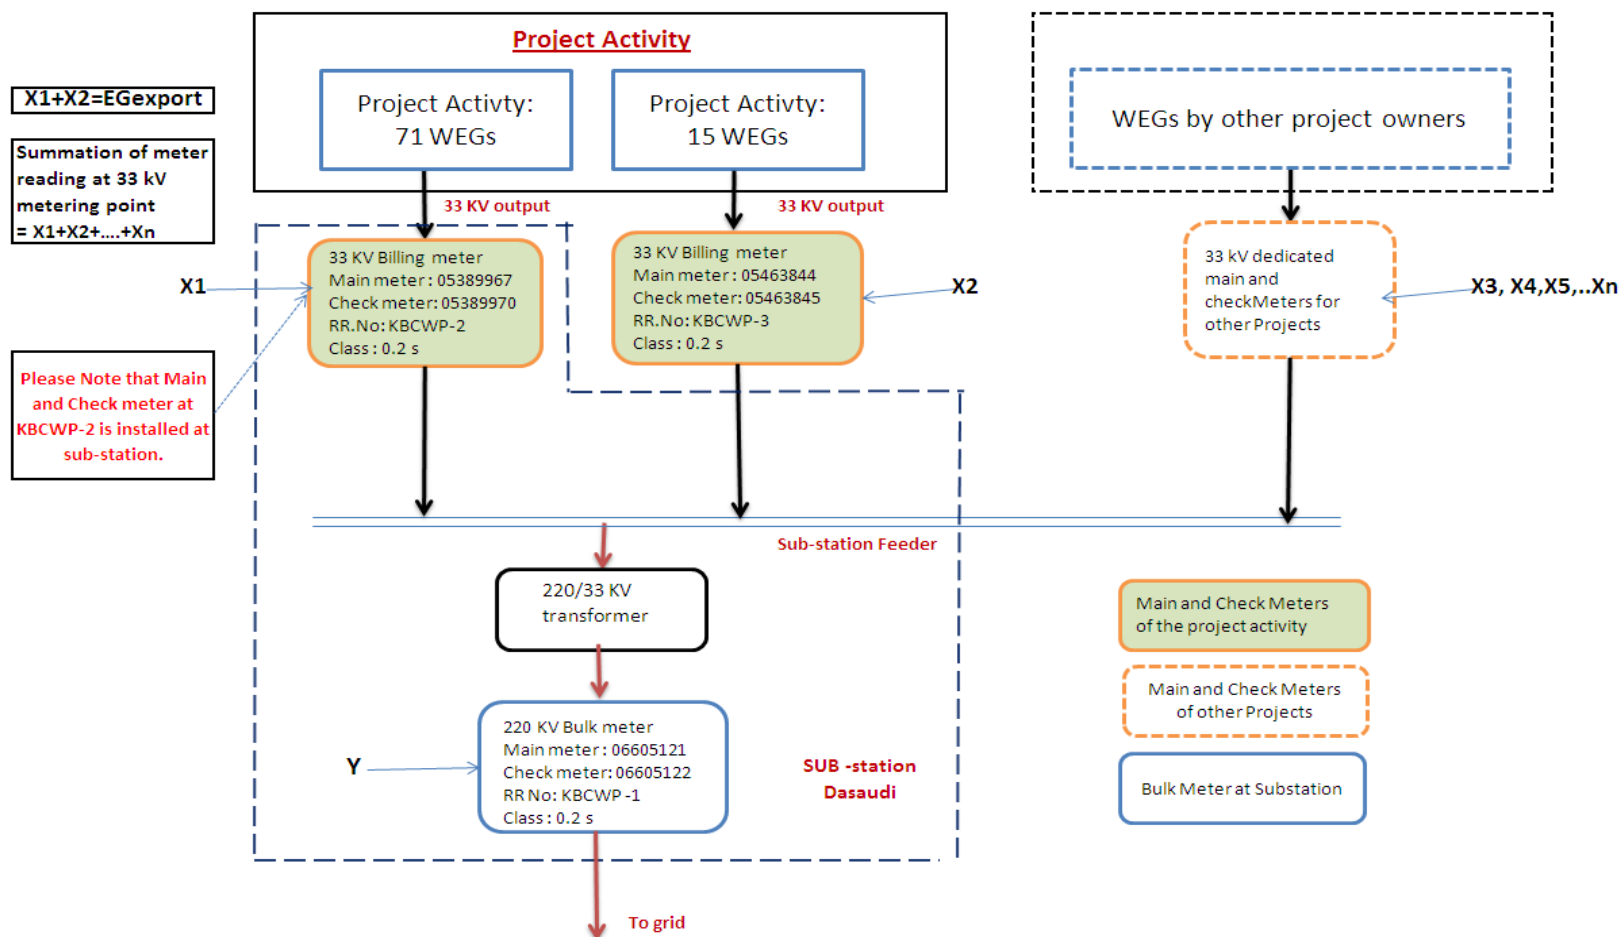 Project Activity
X1+X2=EGexport
Summation of meter
reading at 33 kV
metering point
= X1+X2+....+Xn
Project Activty:
71 WEGs
Project Activty:
15 WEGs
WEGs by other project owners
33 KV output
33 KV output
33 KV Billing meter
Main meter : 05389967
Check meter: 05389970
RR.No: KBCWP-2
Class : 0.2 s
33 KV Billing meter
Main meter : 05463844
Check meter: 05463845
RR.No: KBCWP-3
Class : 0.2 s
33 kV dedicated
main and
checkMeters for
other Projects
X1
X2
X3, X4,X5,..Xn
Please Note that Main
and Check meter at
KBCWP-2 is installed at
sub-station.
Sub-station Feeder
220/33 KV
transformer
220 KV Bulk meter
Main meter : 06605121
Check meter: 06605122
RR No: KBCWP -1
Class : 0.2 s
Y
SUB -station
Dasaudi
Main and Check Meters
of the project activity
Main and Check Meters
of other Projects
Bulk Meter at Substation
To grid